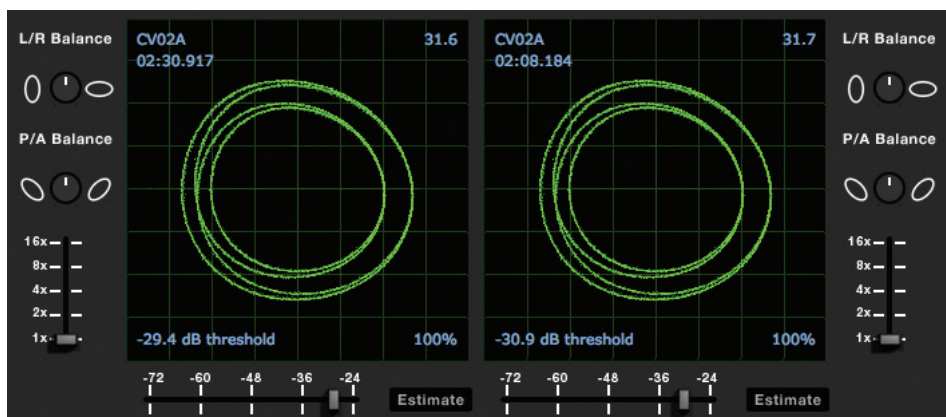 L/R Balance
CV02A 31.6
02:30.917
P/A Balance
16x
8x
4x
2x
1x
-29.4 dB threshold 100%
-72 -60 -48 -36 -24
Estimate
CV02A 31.7
02:08.184
-30.9 dB threshold 100%
-72 -60 -48 -36 -24
Estimate
L/R Balance
P/A Balance
16x
8x
4x
2x
1x